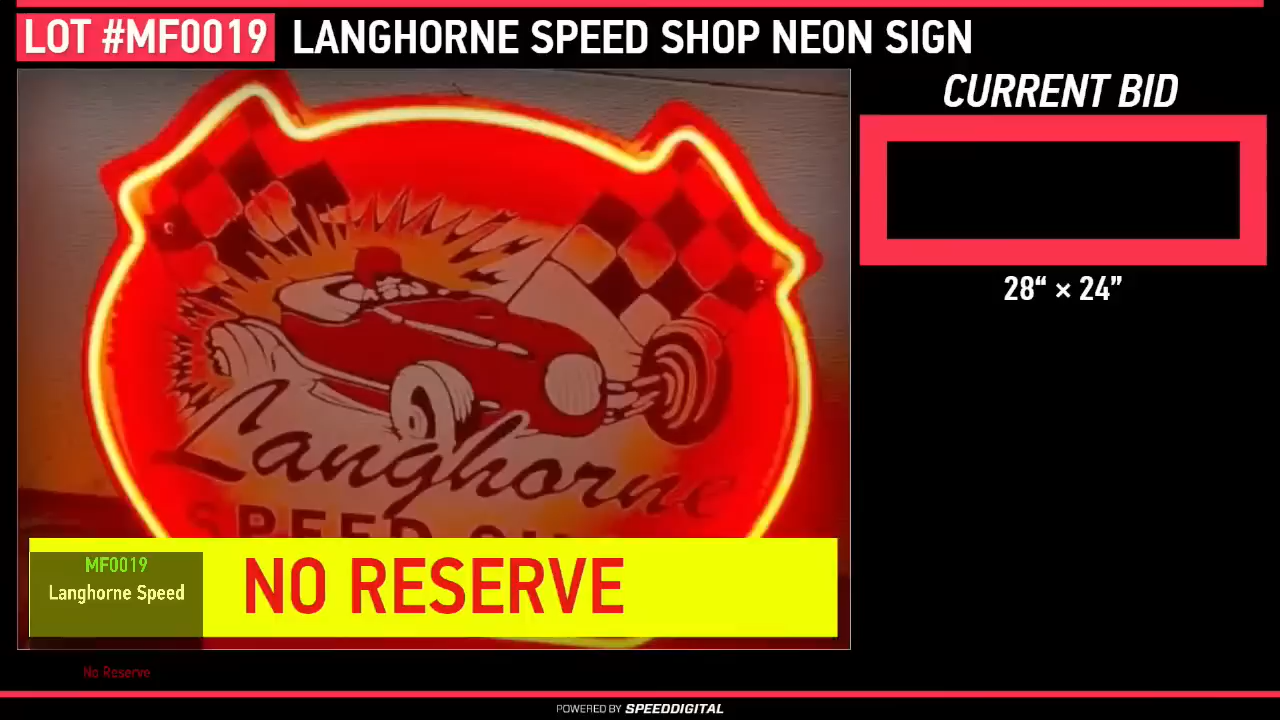 LOT #MF0019 LANGHORNE SPEED SHOP NEON SIGN
CURRENT BID
28“ × 24”
Langhorne
SPEED
MF0019
Langhorne Speed
NO RESERVE
No Reserve
POWERED BY SPEEDDIGITAL